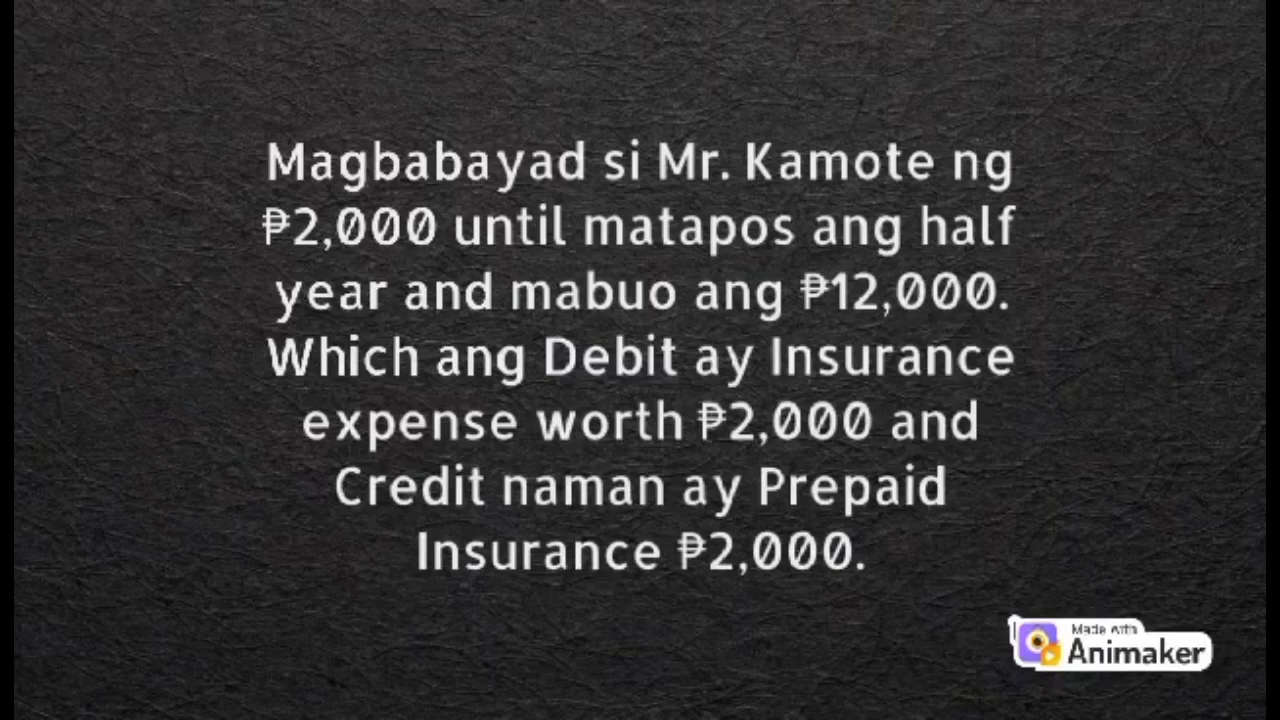 Magbabayad si Mr. Kamote ng
₱2,000 until matapos ang half
year and mabuo ang ₱12,000.
Which ang Debit ay Insurance
expense worth ₱2,000 and
Credit naman ay Prepaid
Insurance ₱2,000.
Made with
Animaker